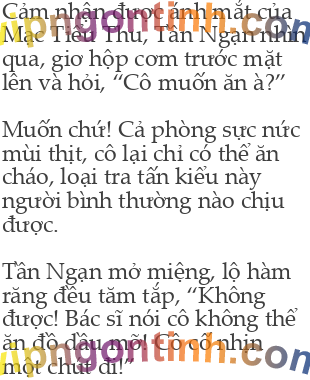 Cảm nhận được ánh mắt của
Mạc Tiểu Thu, Tần Ngạn nhìn
qua, giơ hộp cơm trước mặt
lên và hỏi, “Cô muốn ăn à?”
Muốn chứ! Cả phòng sực nức
mùi thịt, cô lại chỉ có thể ăn
cháo, loại tra tấn kiểu này
người bình thường nào chịu
được.
Tần Ngạn mở miệng, lộ hàm
răng đều tăm tắp, “Không
được! Bác sĩ nói cô không thể
ăn đồ dầu mỡ! Cô cố nhịn
một chút đi!”
vipngontinh.com
vipngontinh.com